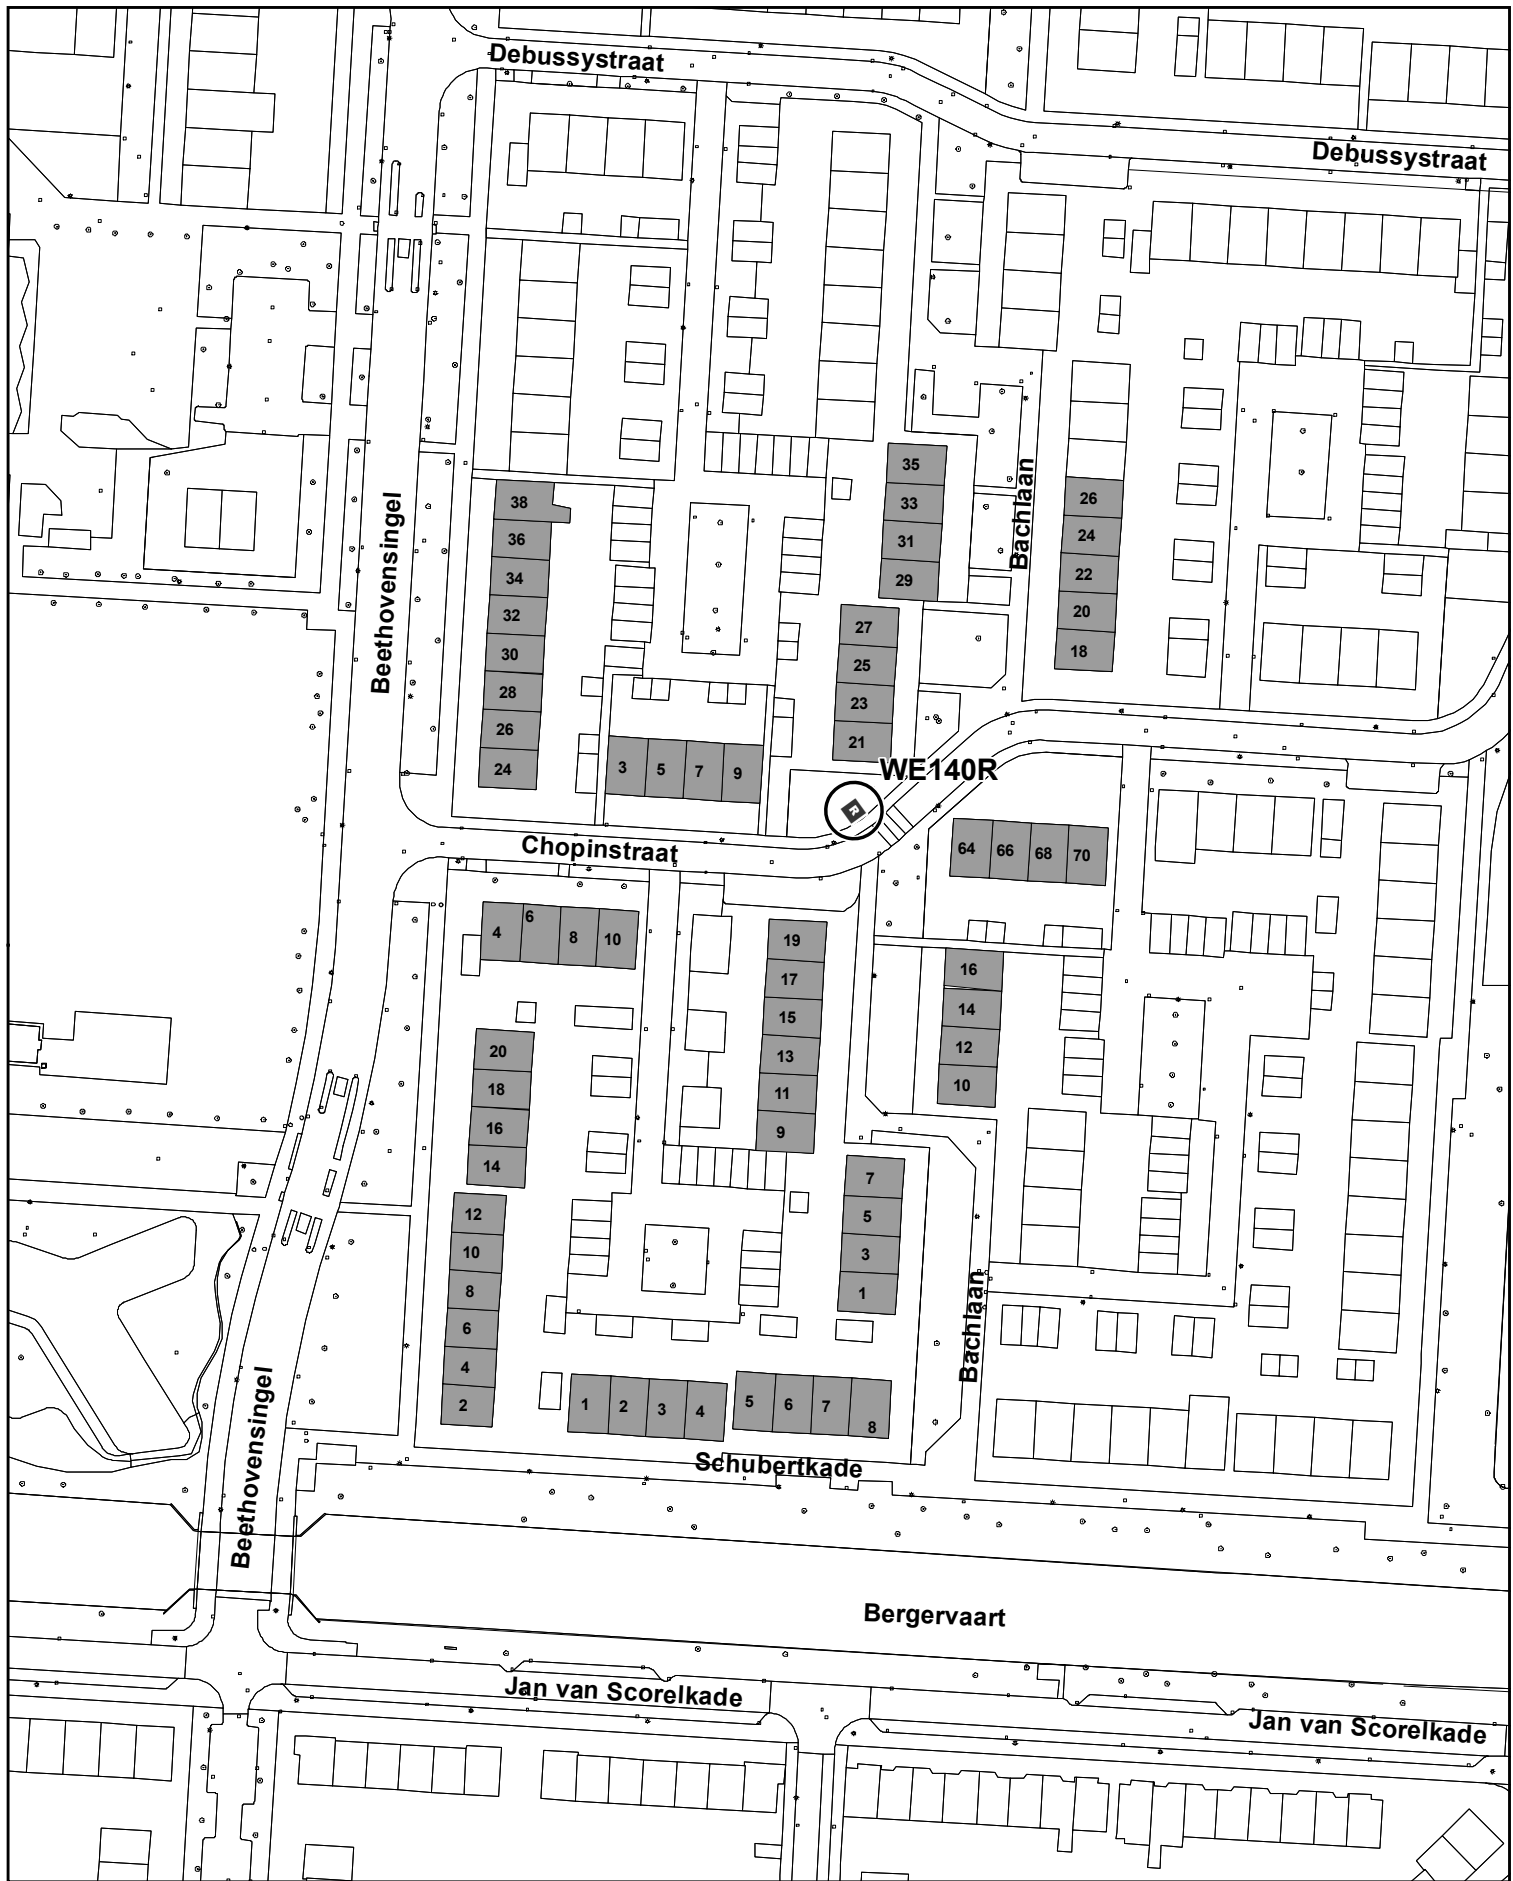 Debussystraat
Debussystraat
35
38
33
26
36
31
24
Bachlaan
34
29
22
Beethovensingel
32
27
20
30
25
18
28
23
26
21
24
3 5 7 9
WE140R
R
Chopinstraat
64 66 68 70
4 6 8 10
19
16
17
14
15
12
20
13
10
18
11
16
9
14
7
12
5
10
3
8
1
6
Bachlaan
4
2
1 2 3 4
5 6 7 8
Beethovensingel
Schubertkade
Bergervaart
Jan van Scorelkade
Jan van Scorelkade